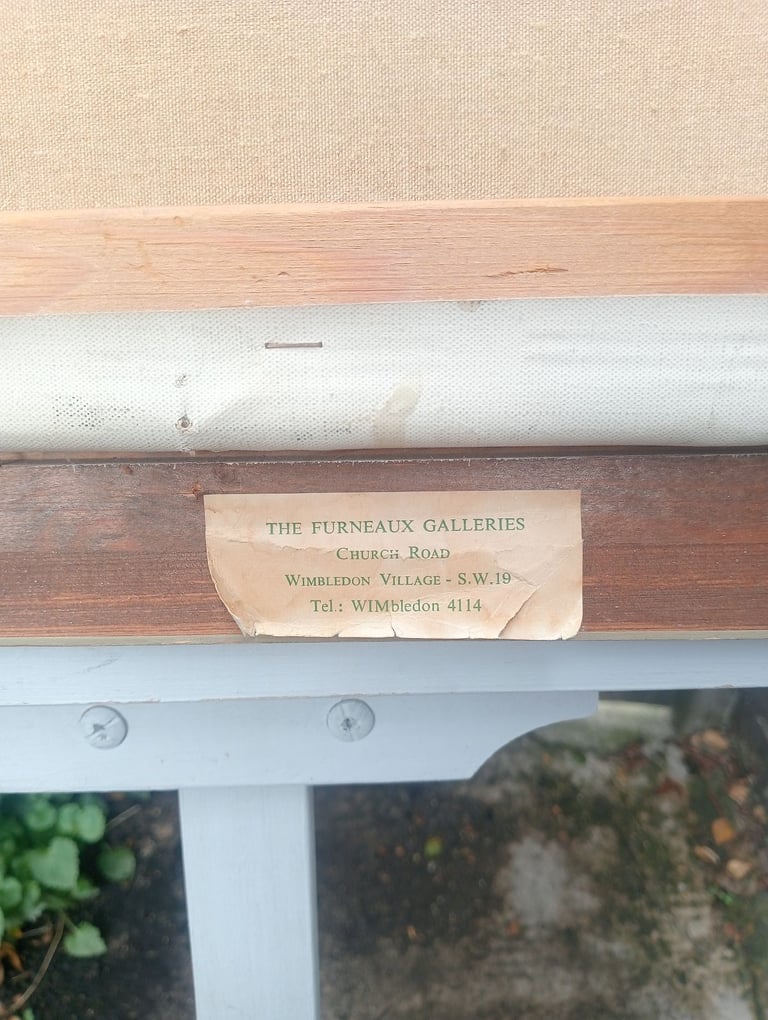 THE FURNEAUX GALLERIES
CHURCH ROAD
WIMBLEDON VILLAGE - S.W.19
Tel.: WIMbledon 4114